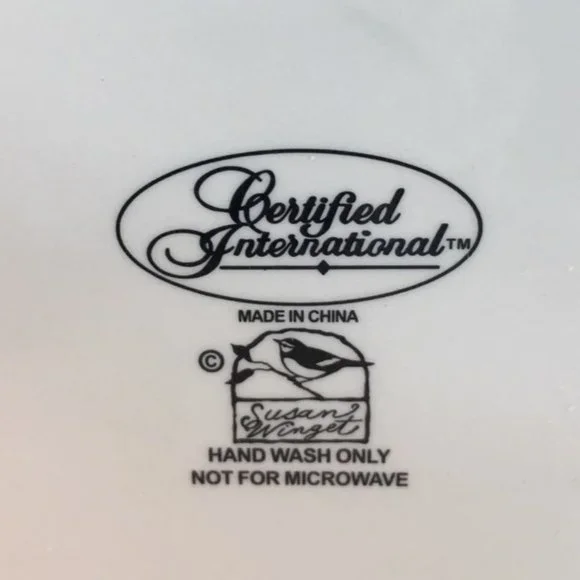 Certified
International™
MADE IN CHINA
©
Susan
Winget
HAND WASH ONLY
NOT FOR MICROWAVE